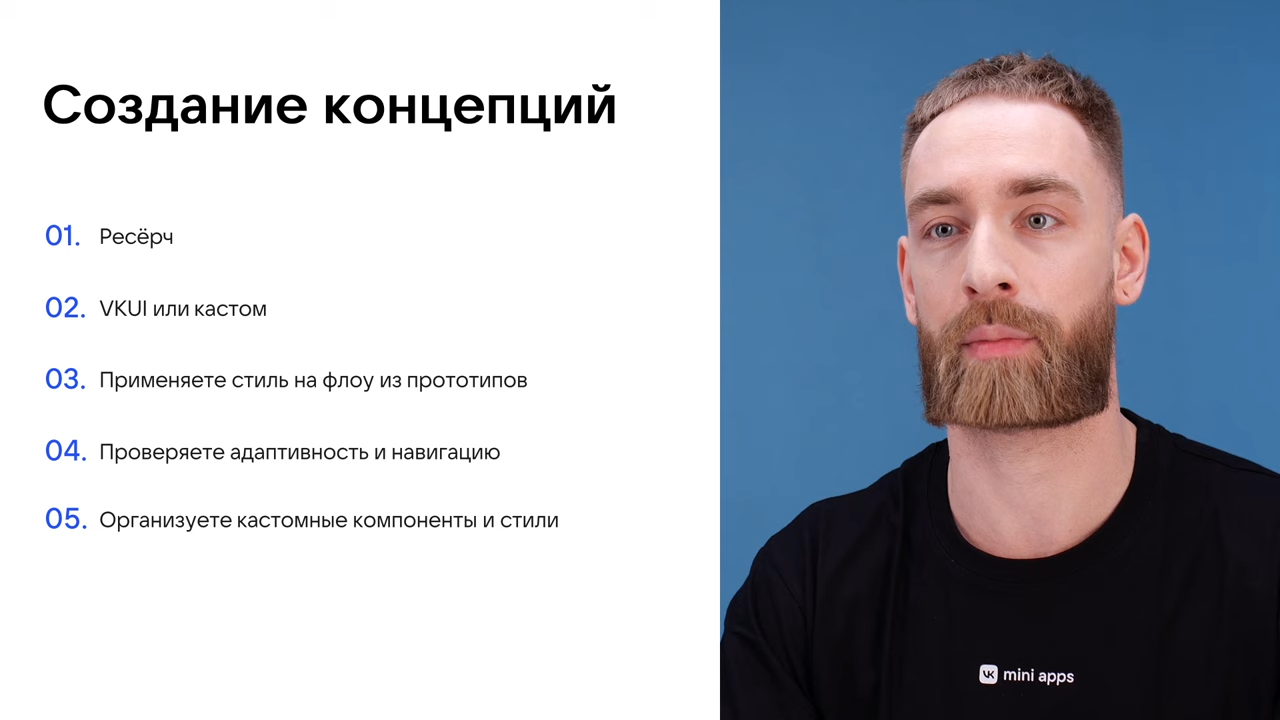 Создание концепций
01. Ресёрч
02. VKUI или кастом
03. Применяете стиль на флоу из прототипов
04. Проверяете адаптивность и навигацию
05. Организуете кастомные компоненты и стили
VK mini apps